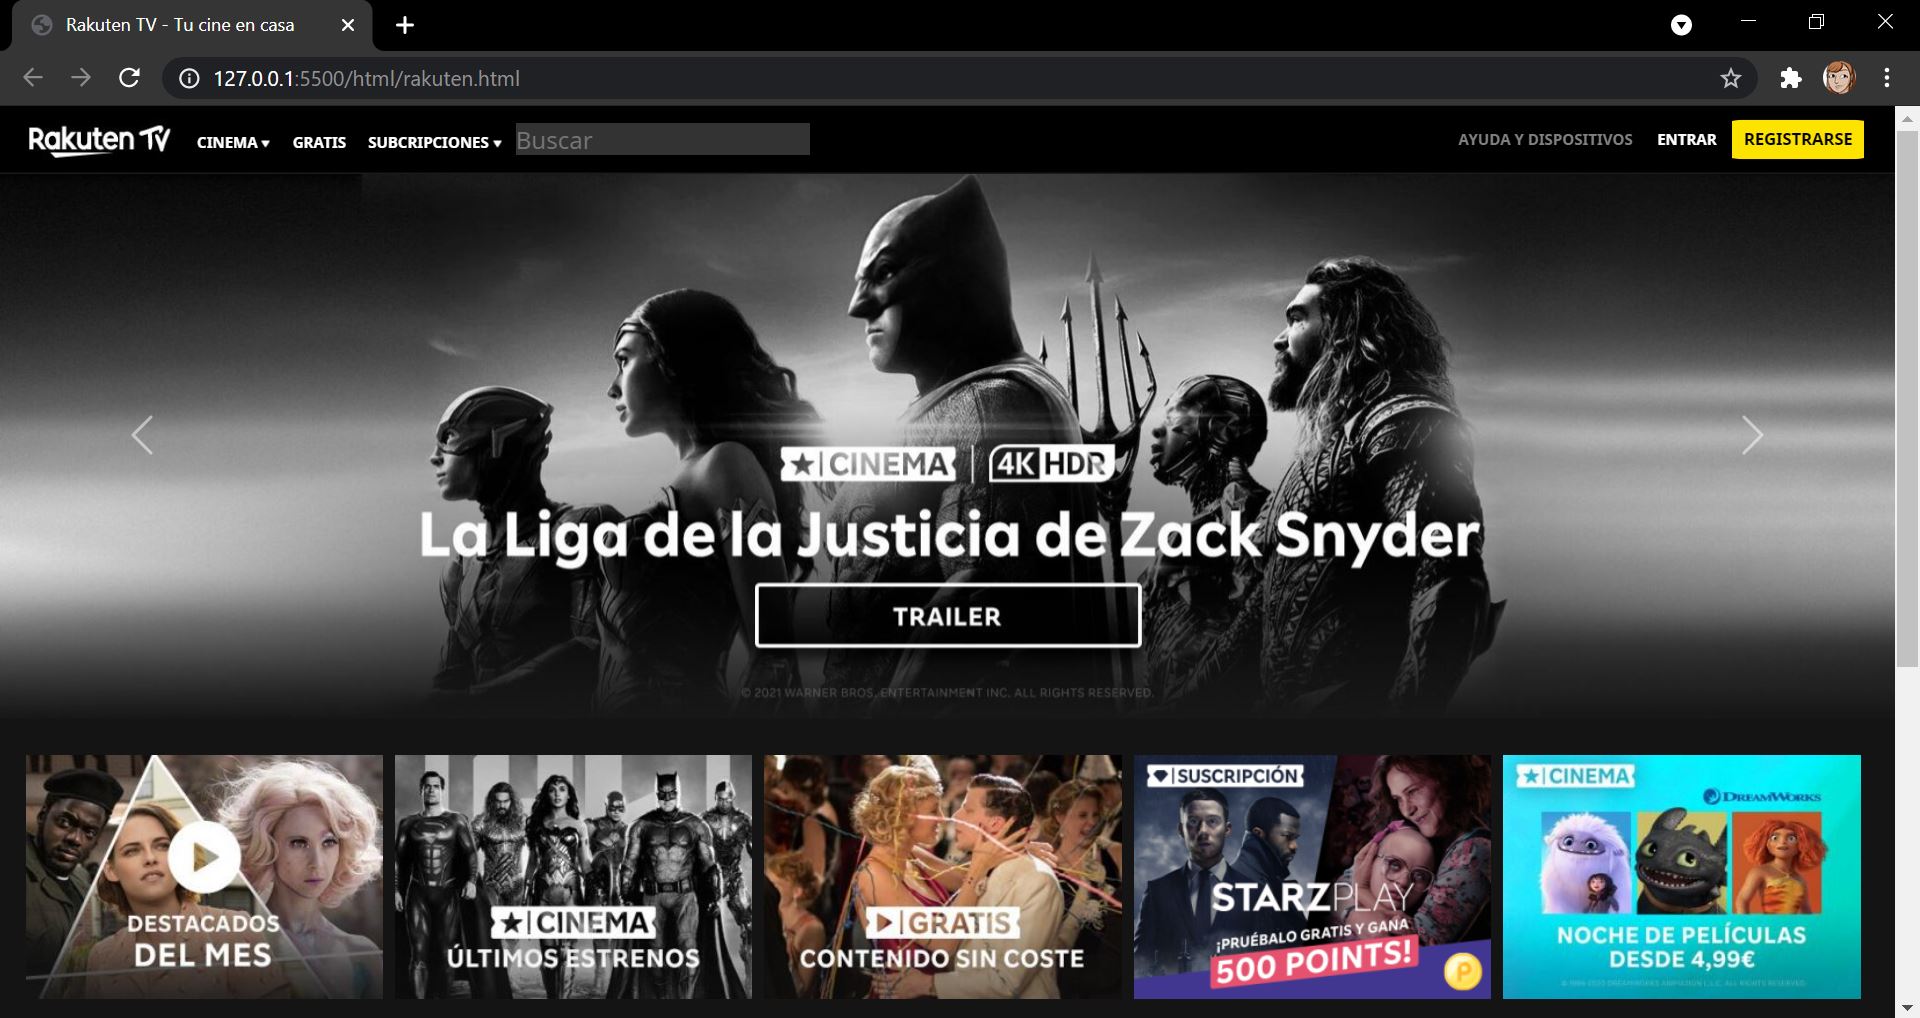 Rakuten TV - Tu cine en casa
127.0.0.1:5500/html/rakuten.html
Rakuten TV CINEMA▾ GRATIS SUBCRIPCIONES▾ Buscar AYUDA Y DISPOSITIVOS ENTRAR REGISTRARSE
★|CINEMA | 4K HDR
La Liga de la Justicia de Zack Snyder
TRAILER
© 2021 WARNER BROS. ENTERTAINMENT INC. ALL RIGHTS RESERVED.
DESTACADOS
DEL MES
★|CINEMA
ÚLTIMOS ESTRENOS
GRATIS
CONTENIDO SIN COSTE
SUSCRIPCIÓN
STARZPLAY
¡PRUÉBALO GRATIS Y GANA
500 POINTS!
P
★|CINEMA
DREAMWORKS
NOCHE DE PELÍCULAS
DESDE 4,99€